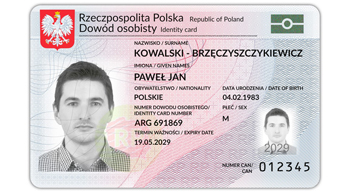 Rzeczpospolita Polska Republic of Poland
Dowód osobisty Identity card
NAZWISKO / SURNAME
KOWALSKI - BRZĘCZYSZCZYKIEWICZ
IMIONA / GIVEN NAMES
PAWEŁ JAN
OBYWATELSTWO / NATIONALITY DATA URODZENIA / DATE OF BIRTH
POLSKIE 04.02.1983
NUMER DOWODU OSOBISTEGO/ PŁEĆ / SEX
IDENTITY CARD NUMBER M
ARG 691869
TERMIN WAŻNOŚCI / EXPIRY DATE
19.05.2029
2029
NUMER CAN/
CAN 012345